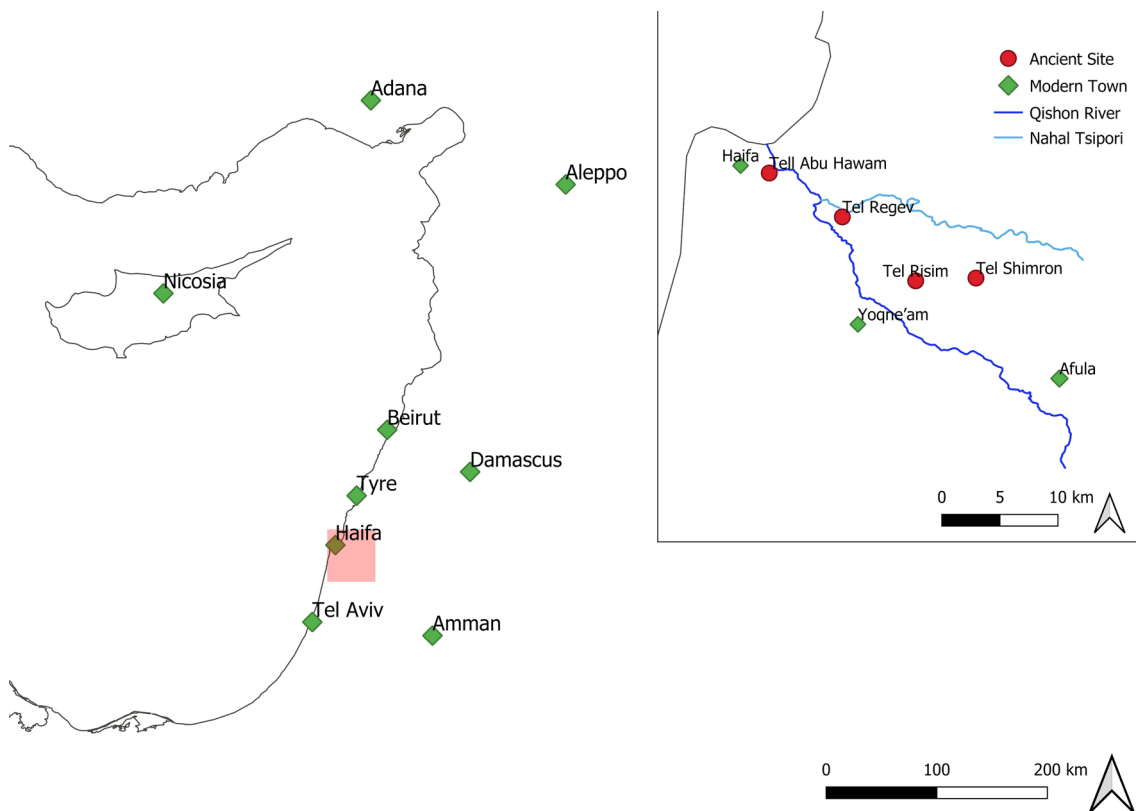 Adana
Aleppo
Nicosia
Beirut
Damascus
Tyre
Haifa
Tel Aviv
Amman
Ancient Site
Modern Town
Qishon River
Nahal Tsipori
Haifa
Tell Abu Hawam
Tel Regev
Tel Risim
Tel Shimron
Yoqne’am
Afula
0 5 10 km
0 100 200 km